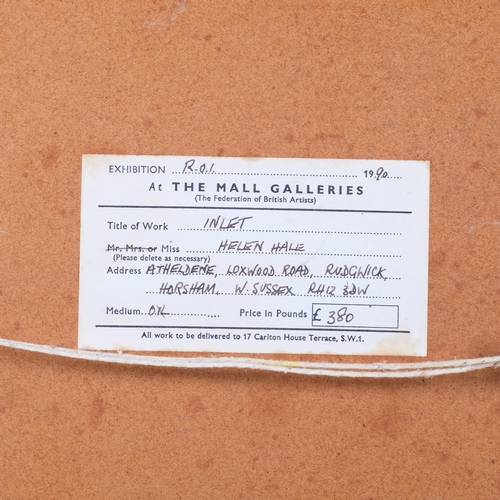 EXHIBITION R.O.I. 1990
At THE MALL GALLERIES
(The Federation of British Artists)
Title of Work INLET
Mr. Mrs. or Miss HELEN HALE
(Please delete as necessary)
Address ATHELDENE, LOXWOOD ROAD, RUDGWICK,
HORSHAM, W. SUSSEX RH12 3DW
Medium OIL Price in Pounds £ 380
All work to be delivered to 17 Carlton House Terrace, S.W.1.